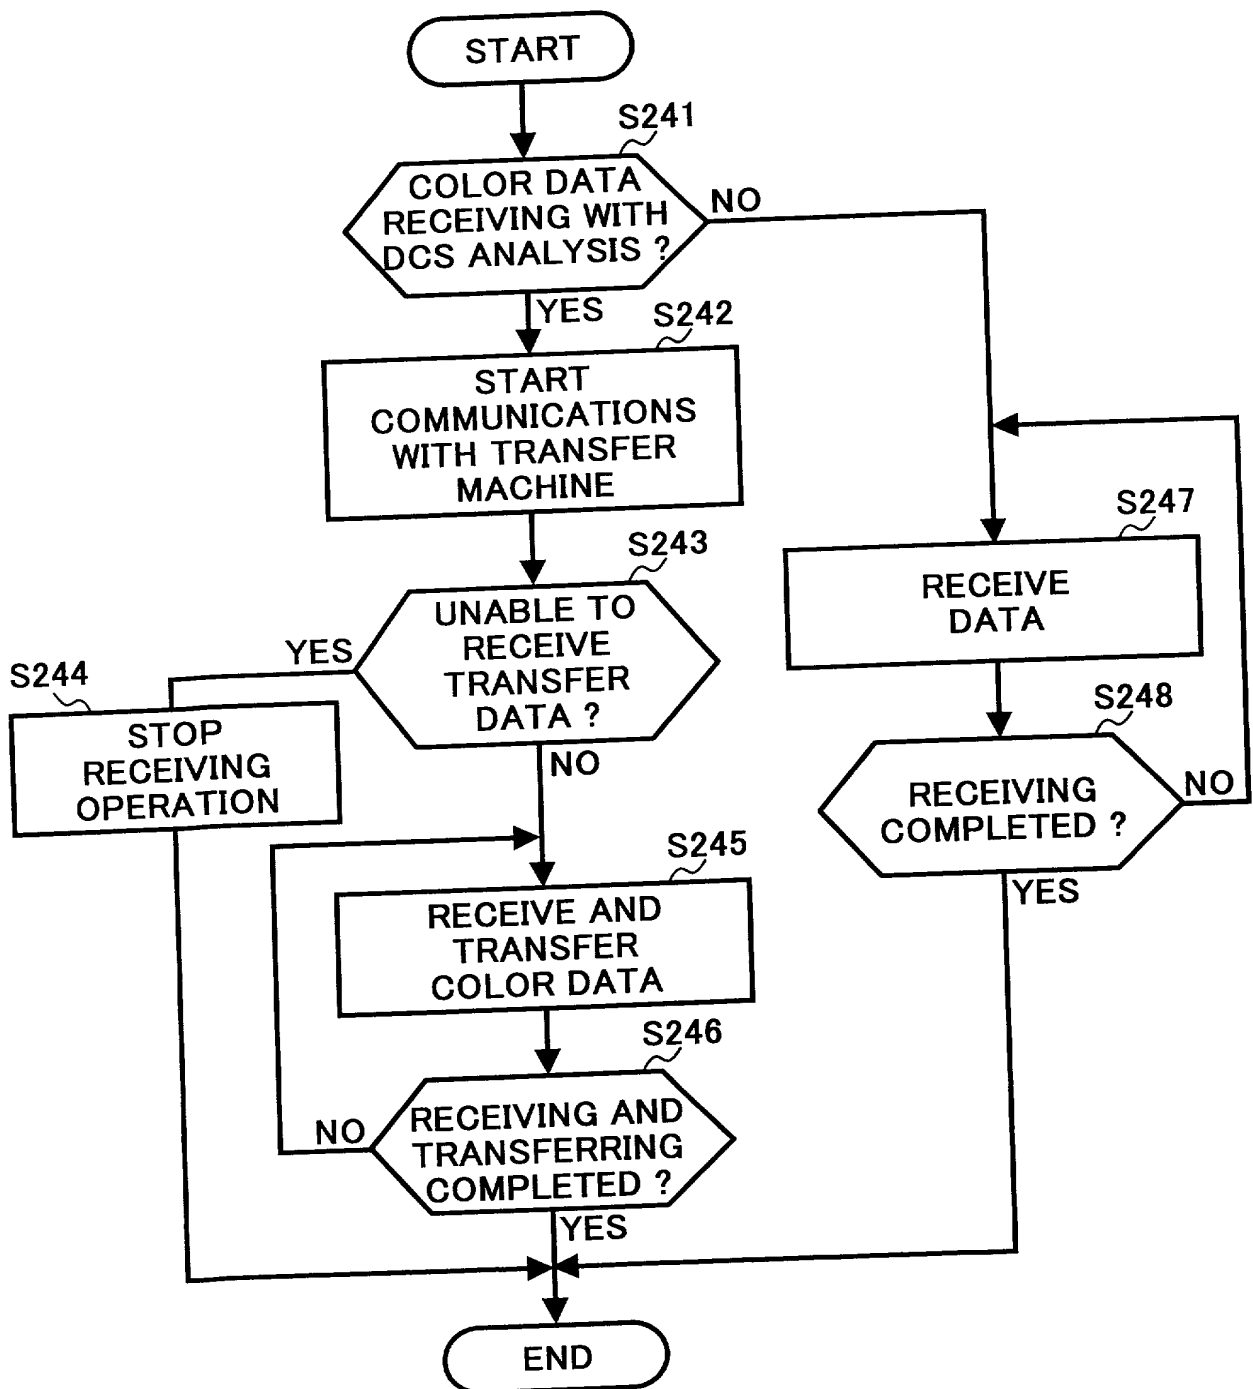 START
S241
COLOR DATA
RECEIVING WITH
DCS ANALYSIS ?
NO
YES
S242
START
COMMUNICATIONS
WITH TRANSFER
MACHINE
S243
UNABLE TO
RECEIVE
TRANSFER
DATA ?
YES
NO
S244
STOP
RECEIVING
OPERATION
S245
RECEIVE AND
TRANSFER
COLOR DATA
S246
RECEIVING AND
TRANSFERRING
COMPLETED ?
NO
YES
S247
RECEIVE
DATA
S248
RECEIVING
COMPLETED ?
NO
YES
END